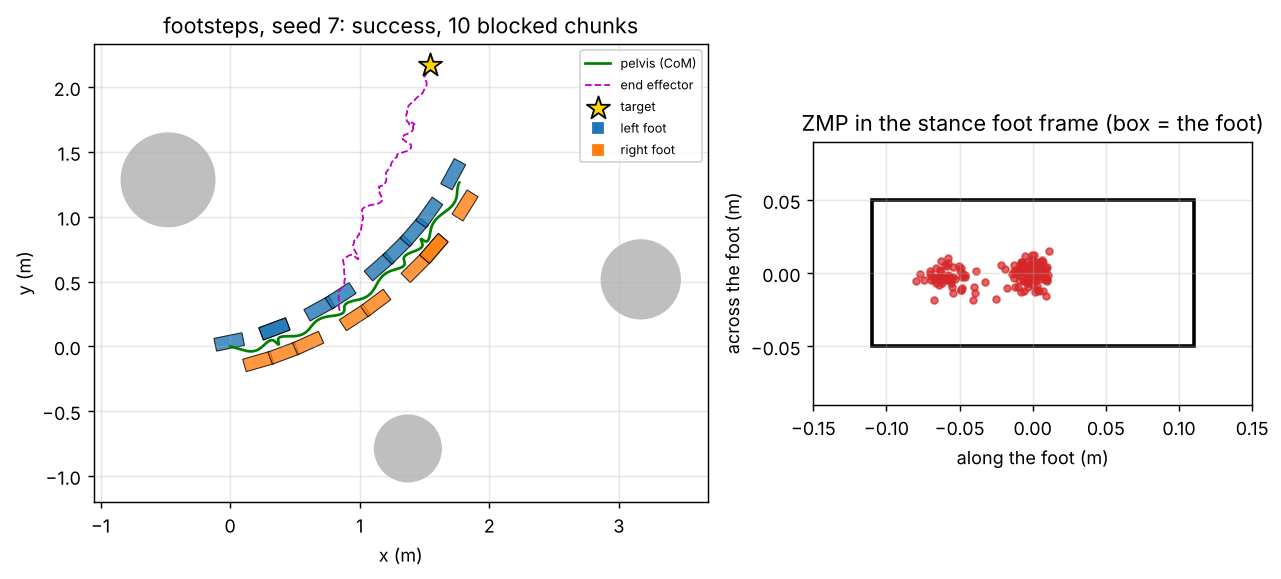 footsteps, seed 7: success, 10 blocked chunks
pelvis (CoM)
end effector
target
left foot
right foot
2.0
1.5
1.0
0.5
0.0
−0.5
−1.0
y (m)
−1
0
1
2
3
x (m)
ZMP in the stance foot frame (box = the foot)
0.05
0.00
−0.05
across the foot (m)
−0.15
−0.10
−0.05
0.00
0.05
0.10
0.15
along the foot (m)